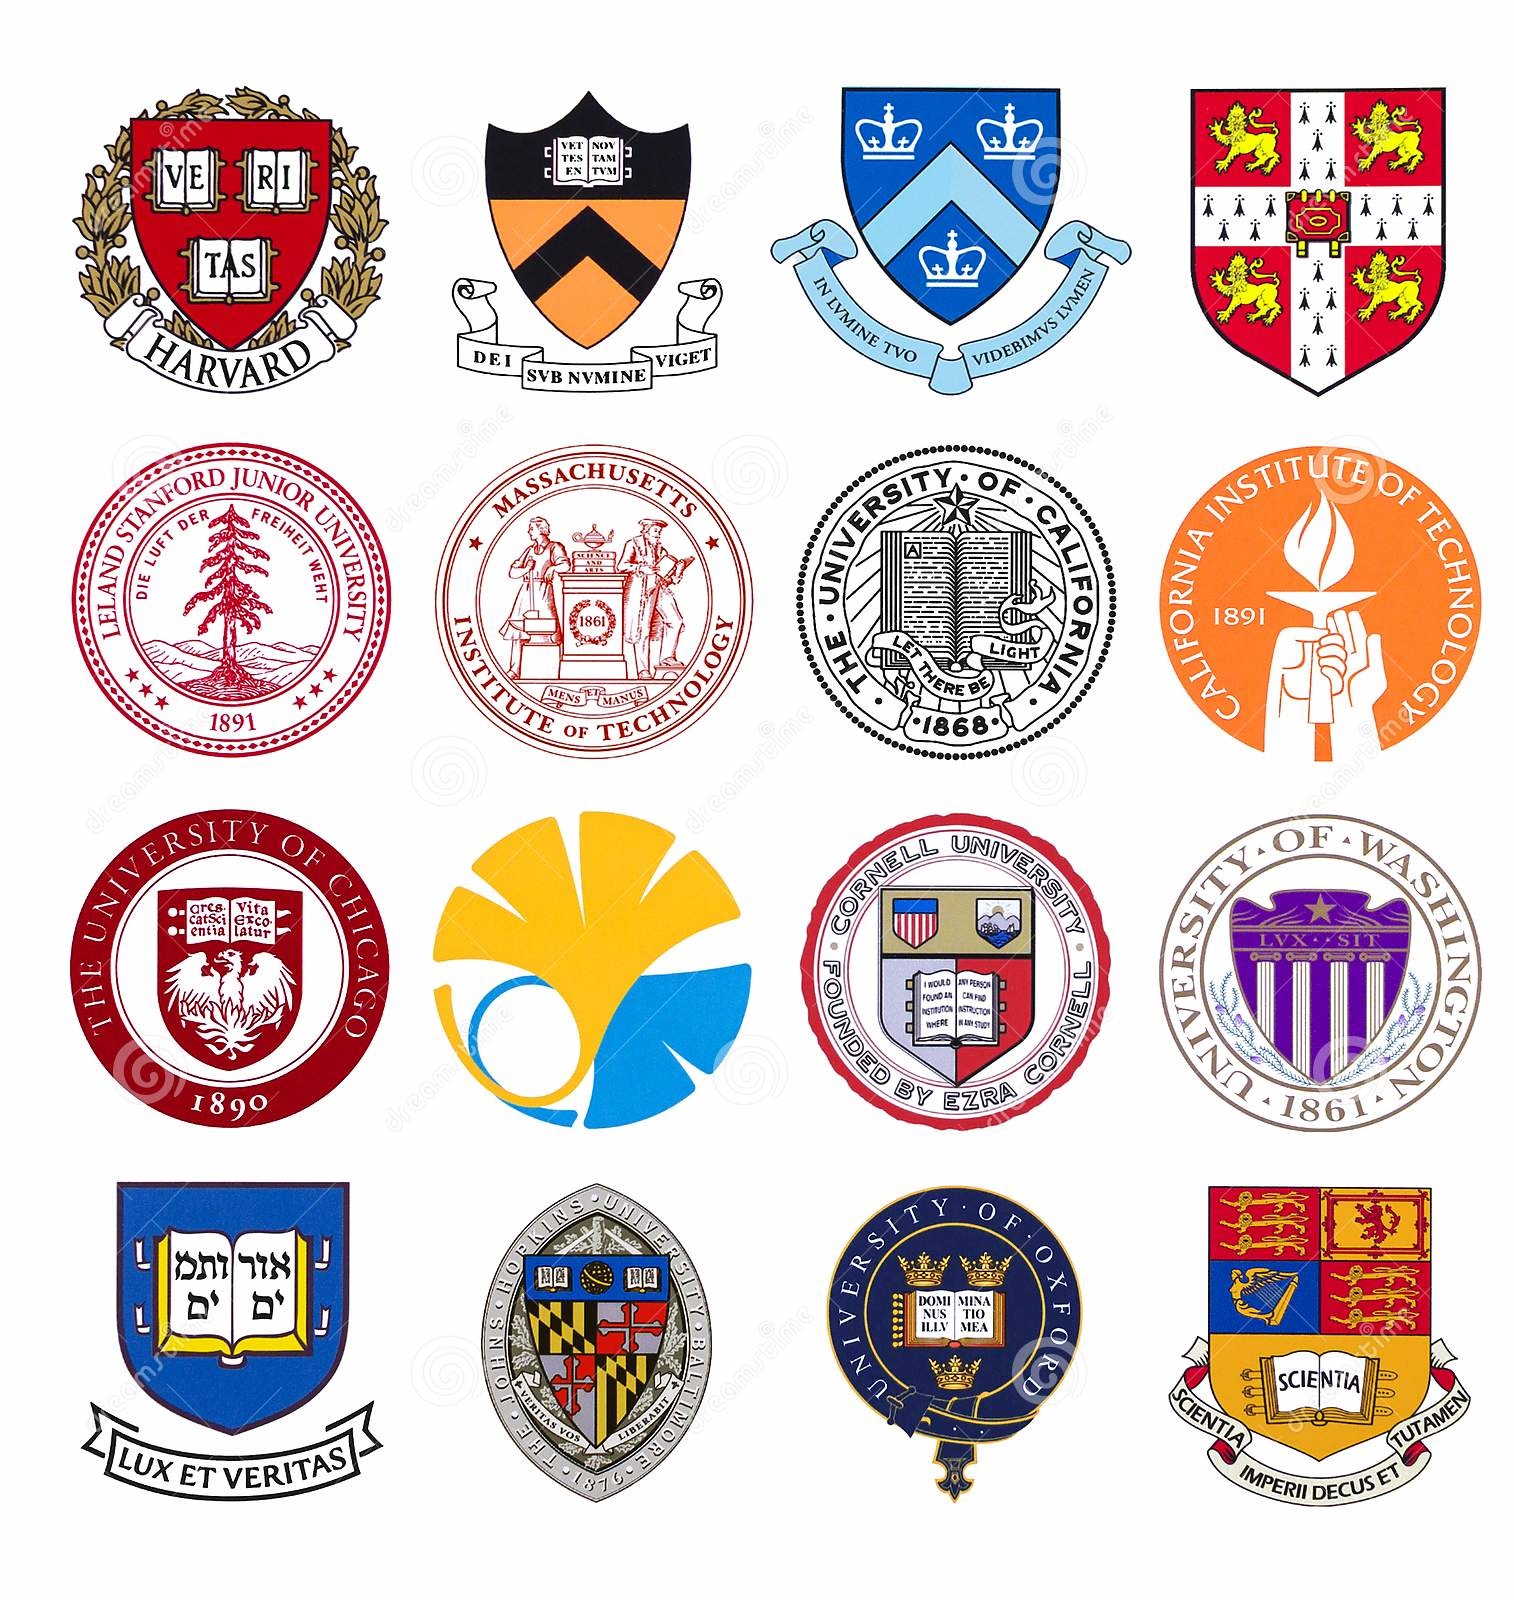 VE RI
TAS
HARVARD
VET NOV
TES TAM
EN TVM
DEI SVB NVMINE VIGET
IN LVMINE TVO VIDEBIMVS LVMEN
LELAND STANFORD JUNIOR UNIVERSITY
DIE LUFT DER FREIHEIT WEHT
1891
MASSACHUSETTS
SCIENCE
AND
ARTS
1861
MENS ET MANUS
INSTITUTE OF TECHNOLOGY
THE · UNIVERSITY · OF · CALIFORNIA
A
LET THERE BE LIGHT
·1868·
CALIFORNIA INSTITUTE OF TECHNOLOGY
1891
THE UNIVERSITY OF CHICAGO
Cres Vita
catSci Exco
entia latur
1890
CORNELL UNIVERSITY
I WOULD ANY PERSON
FOUND AN CAN FIND
INSTITUTION INSTRUCTION
WHERE IN ANY STUDY
FOUNDED BY EZRA CORNELL
UNIVERSITY · OF · WASHINGTON
LVX · · SIT
· 1861 ·
אורים ותמים
LUX ET VERITAS
THE · JOHNS · HOPKINS · UNIVERSITY · BALTIMORE
VERITAS VOS LIBERABIT
· 1876 ·
UNIVERSITY · OF · OXFORD
DOMI MINA
NUS TIO
ILLV MEA
SCIENTIA
SCIENTIA IMPERII DECUS ET TUTAMEN
dreamstime